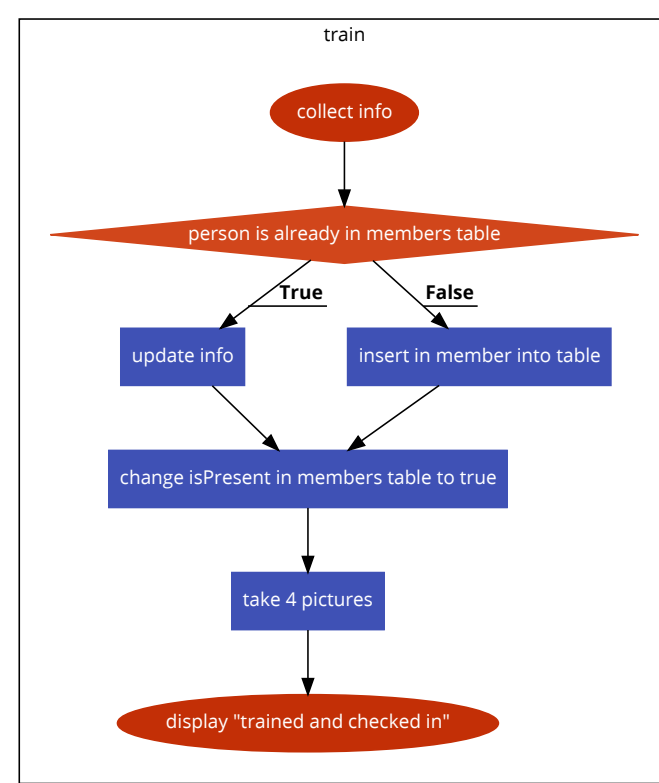 train
collect info
person is already in members table
True
False
update info
insert in member into table
change isPresent in members table to true
take 4 pictures
display "trained and checked in"